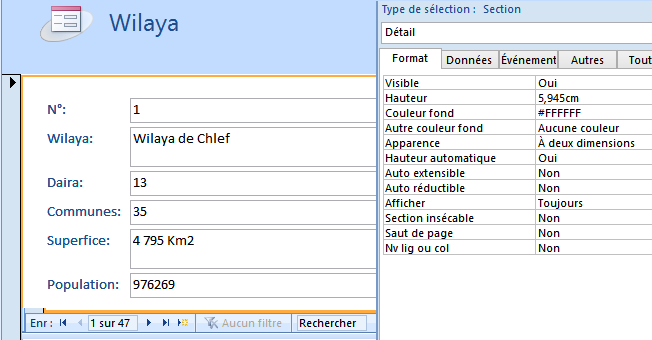 Wilaya
N°: 1
Wilaya: Wilaya de Chlef
Daira: 13
Communes: 35
Superfice: 4 795 Km2
Population: 976269
Enr : 1 sur 47 Aucun filtre Rechercher
Type de sélection : Section
Détail
Format Données Événement Autres Tout
Visible Oui
Hauteur 5,945cm
Couleur fond #FFFFFF
Autre couleur fond Aucune couleur
Apparence À deux dimensions
Hauteur automatique Oui
Auto extensible Non
Auto réductible Non
Afficher Toujours
Section insécable Non
Saut de page Non
Nv lig ou col Non